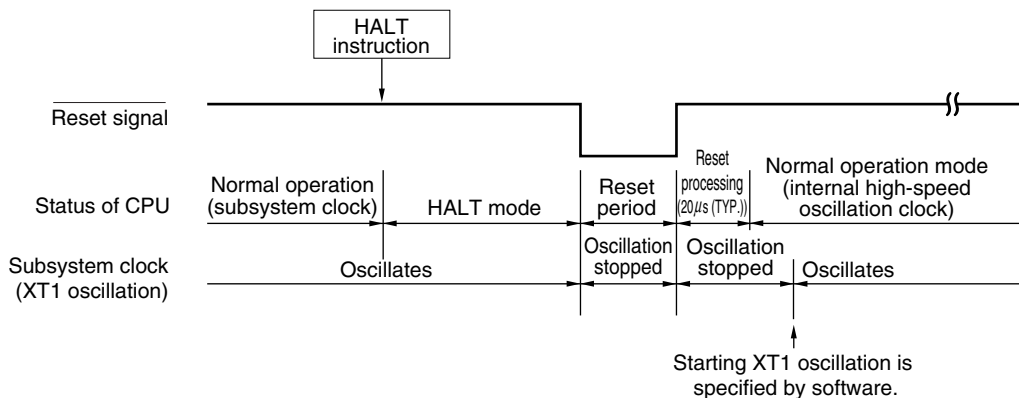 HALT
instruction
Reset signal
Status of CPU
Normal operation
(subsystem clock)
HALT mode
Reset
period
Reset
processing
(20μs (TYP.))
Normal operation mode
(internal high-speed
oscillation clock)
Subsystem clock
(XT1 oscillation)
Oscillates
Oscillation
stopped
Oscillation
stopped
Oscillates
Starting XT1 oscillation is
specified by software.